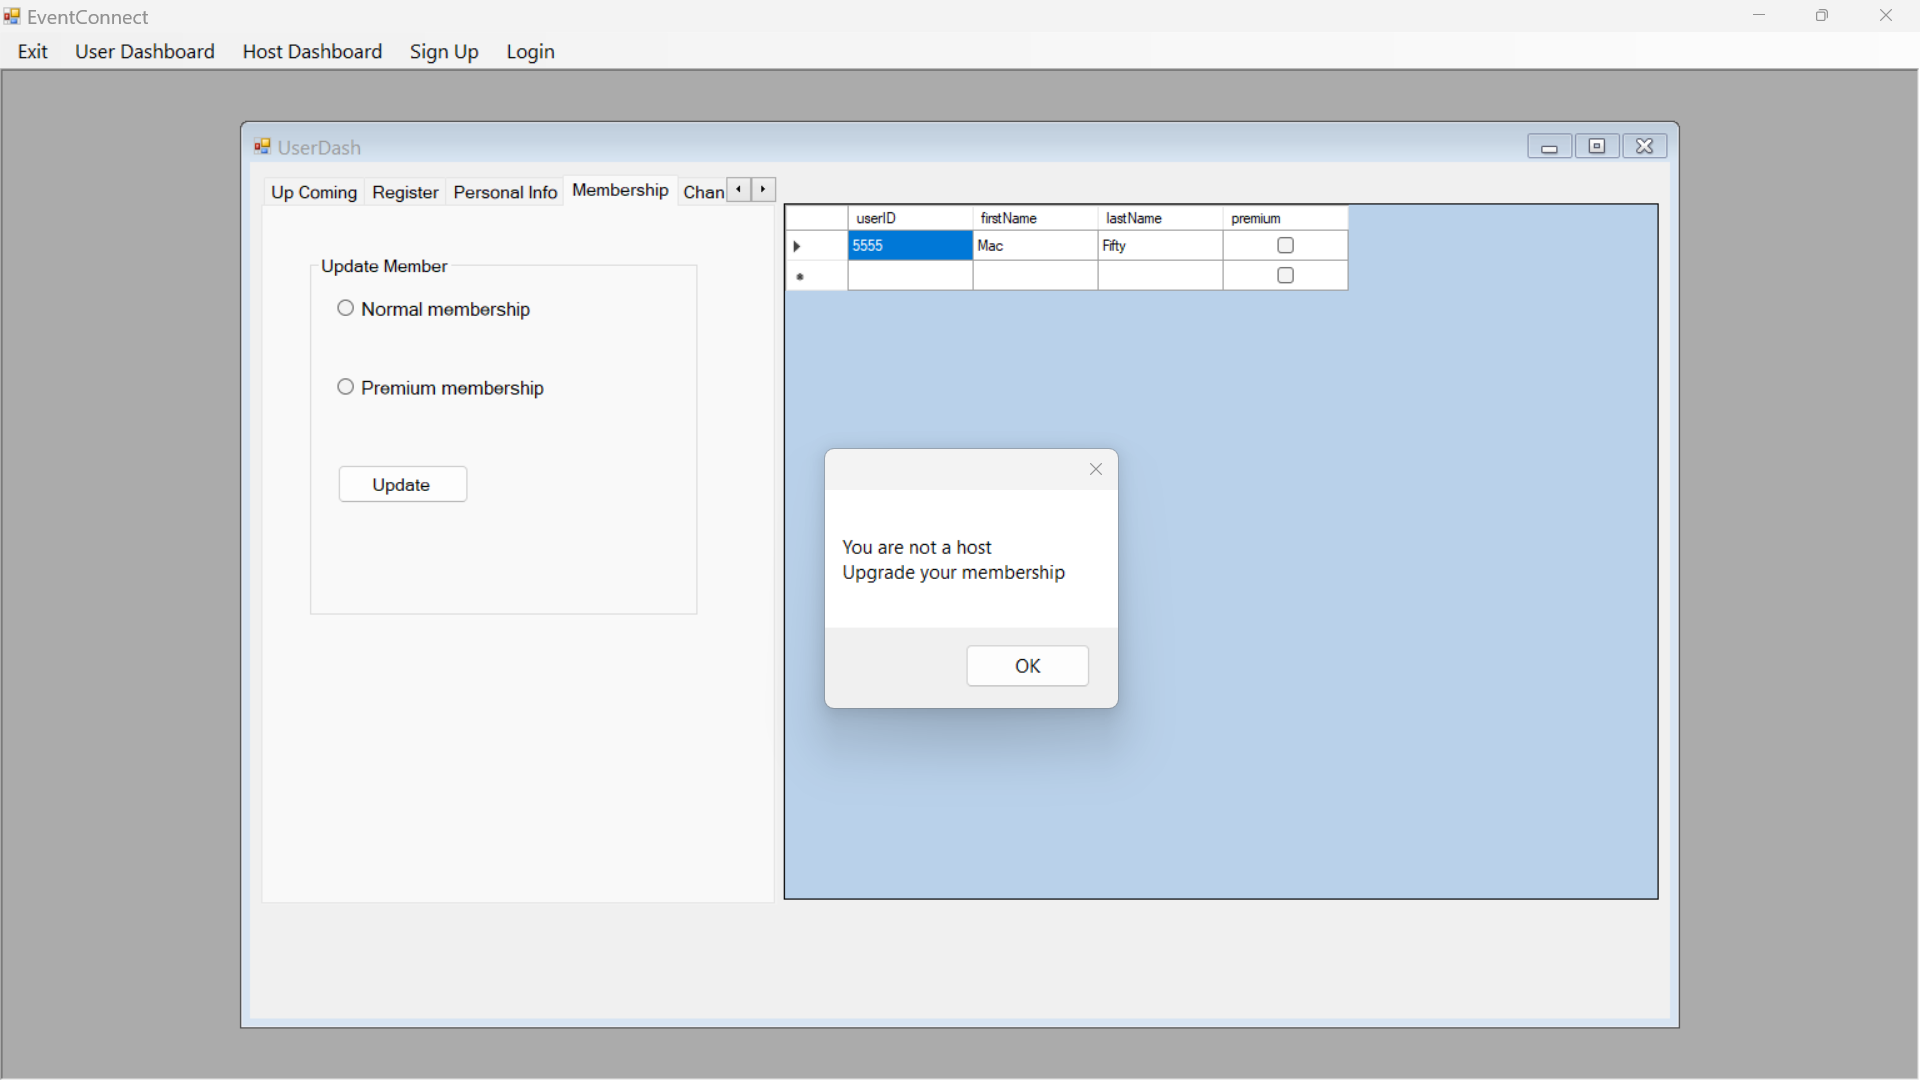 EventConnect
Exit User Dashboard Host Dashboard Sign Up Login
UserDash
Up Coming Register Personal Info Membership Chan
userID firstName lastName premium
5555 Mac Fifty
Update Member
Normal membership
Premium membership
Update
You are not a host
Upgrade your membership
OK